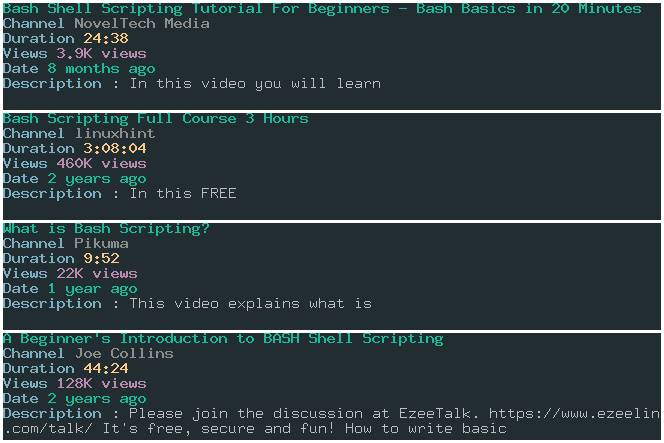 Bash Shell Scripting Tutorial For Beginners - Bash Basics in 20 Minutes
Channel NovelTech Media
Duration 24:38
Views 3.9K views
Date 8 months ago
Description : In this video you will learn
Bash Scripting Full Course 3 Hours
Channel linuxhint
Duration 3:08:04
Views 460K views
Date 2 years ago
Description : In this FREE
What is Bash Scripting?
Channel Pikuma
Duration 9:52
Views 22K views
Date 1 year ago
Description : This video explains what is
A Beginner's Introduction to BASH Shell Scripting
Channel Joe Collins
Duration 44:24
Views 128K views
Date 2 years ago
Description : Please join the discussion at EzeeTalk. https://www.ezeelin
.com/talk/ It's free, secure and fun! How to write basic